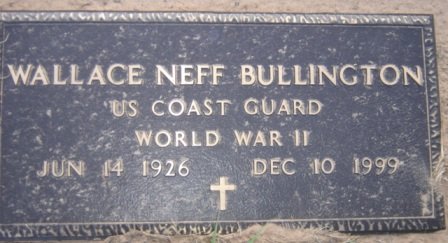 WALLACE NEFF BULLINGTON
US COAST GUARD
WORLD WAR II
JUN 14 1926 DEC 10 1999